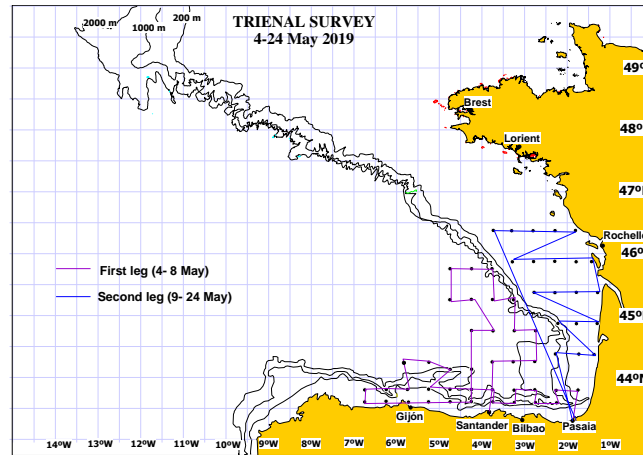 2000 m
1000 m
200 m
TRIENAL SURVEY
4-24 May 2019
49º
Brest
48º
Lorient
47º
Rochelle
46º
First leg (4- 8 May)
Second leg (9- 24 May)
45º
44º
Gijón
Santander
Bilbao
Pasaia
13ºW
12ºW
11ºW
10ºW
9ºW
8ºW
7ºW
6ºW
5ºW
4ºW
3ºW
2ºW
1ºW